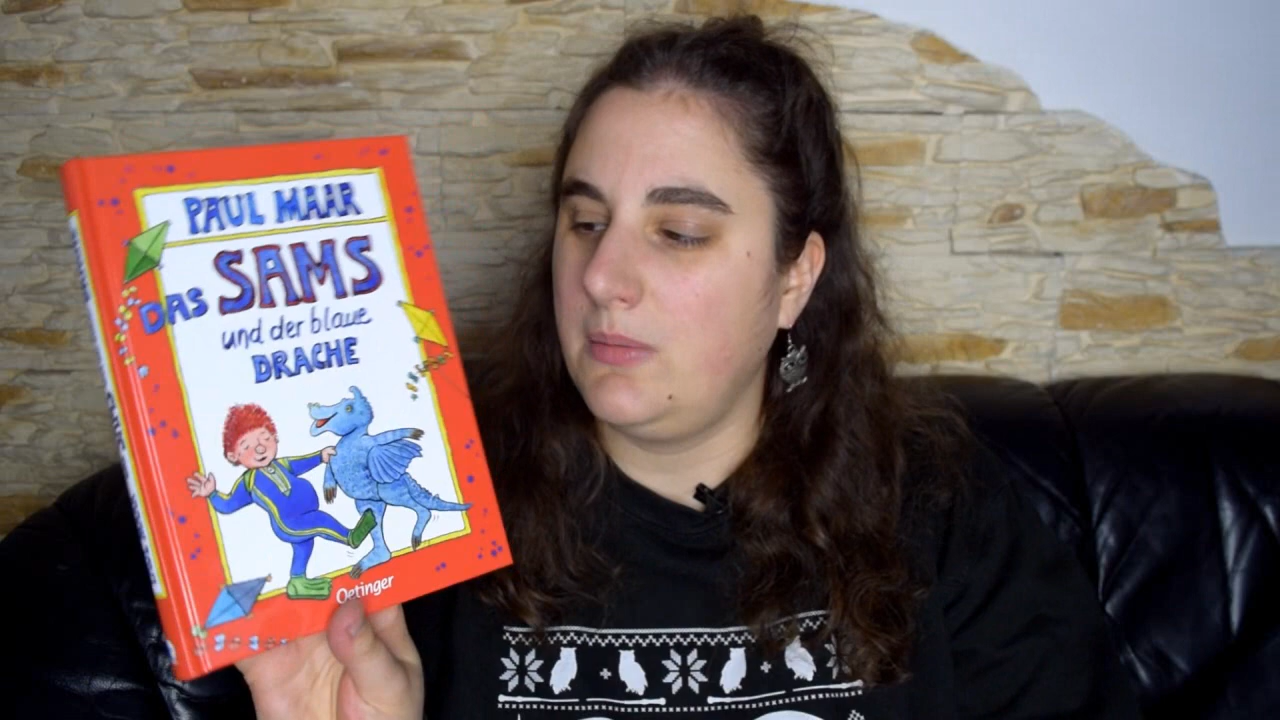 PAUL MAAR
DAS SAMS
und der blaue
DRACHE
Oetinger